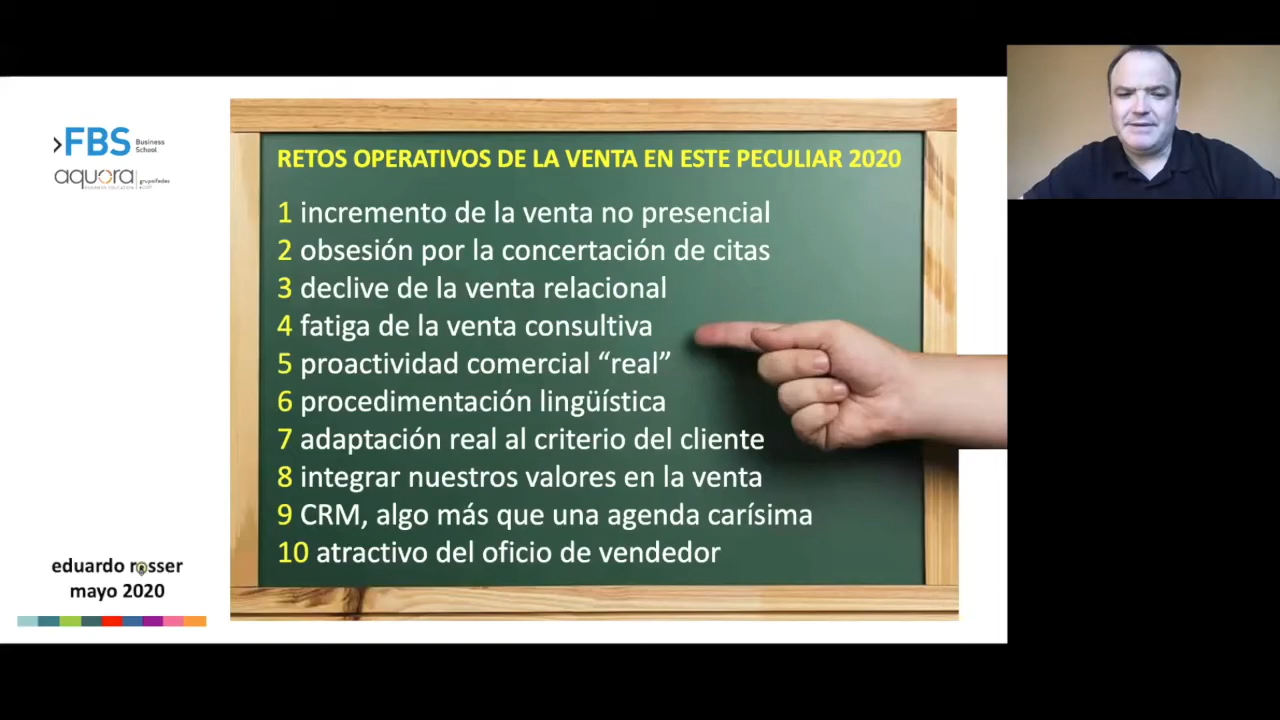 >FBS Business School
aquora grupoifedes
RETOS OPERATIVOS DE LA VENTA EN ESTE PECULIAR 2020
1 incremento de la venta no presencial
2 obsesión por la concertación de citas
3 declive de la venta relacional
4 fatiga de la venta consultiva
5 proactividad comercial “real”
6 procedimentación lingüística
7 adaptación real al criterio del cliente
8 integrar nuestros valores en la venta
9 CRM, algo más que una agenda carísima
10 atractivo del oficio de vendedor
eduardo rosser
mayo 2020